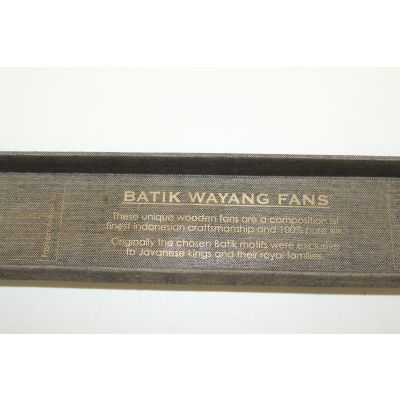 BATIK WAYANG FANS
These unique wooden fans are a composition of
finest Indonesian craftsmanship and 100% pure silk
Originally the chosen Batik motifs were exclusive
to Javanese kings and their royal families